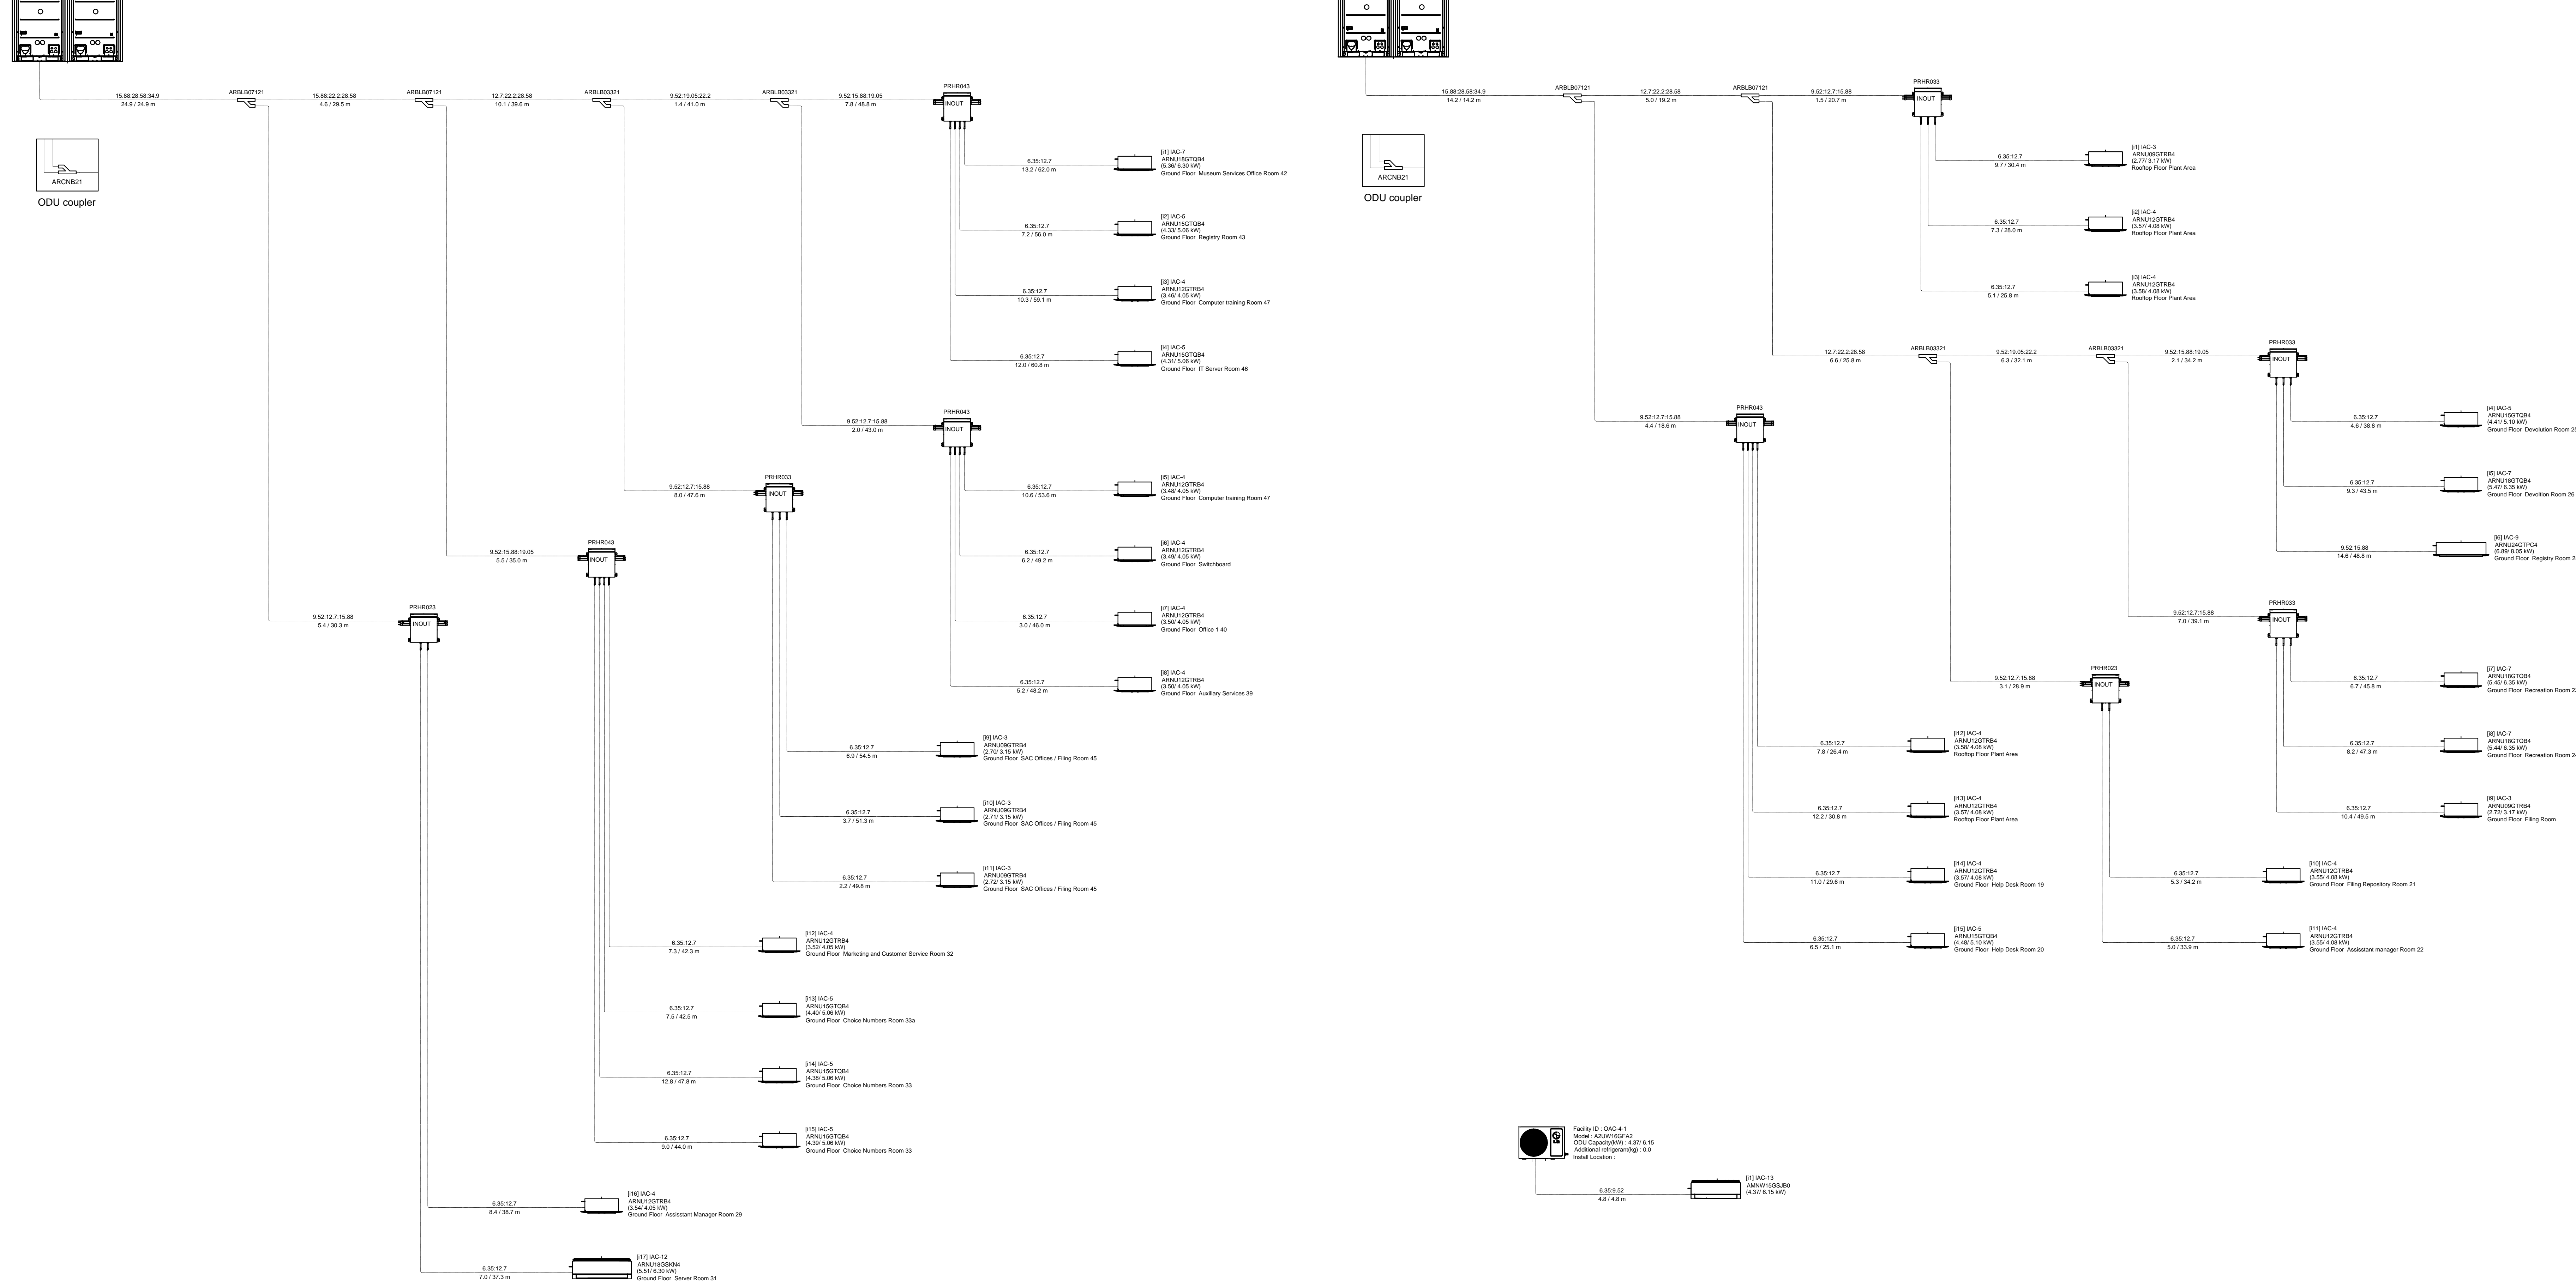 ARBLB07121
ARBLB07121
ARBLB03321
ARBLB03321
15.88:28.58:34.9
24.9 / 24.9 m
15.88:22.2:28.58
4.6 / 29.5 m
12.7:22.2:28.58
10.1 / 39.6 m
9.52:19.05:22.2
1.4 / 41.0 m
9.52:15.88:19.05
7.8 / 48.8 m
ARCNB21
ODU coupler
PRHR043
INOUT
6.35:12.7
13.2 / 62.0 m
[i1] IAC-7
ARNU18GTQB4
(5.36/ 6.30 kW)
Ground Floor Museum Services Office Room 42
6.35:12.7
7.2 / 56.0 m
[i2] IAC-5
ARNU15GTQB4
(4.33/ 5.06 kW)
Ground Floor Registry Room 43
6.35:12.7
10.3 / 59.1 m
[i3] IAC-4
ARNU12GTRB4
(3.46/ 4.05 kW)
Ground Floor Computer training Room 47
6.35:12.7
12.0 / 60.8 m
[i4] IAC-5
ARNU15GTQB4
(4.31/ 5.06 kW)
Ground Floor IT Server Room 46
9.52:12.7:15.88
2.0 / 43.0 m
PRHR043
INOUT
6.35:12.7
10.6 / 53.6 m
[i5] IAC-4
ARNU12GTRB4
(3.48/ 4.05 kW)
Ground Floor Computer training Room 47
6.35:12.7
6.2 / 49.2 m
[i6] IAC-4
ARNU12GTRB4
(3.49/ 4.05 kW)
Ground Floor Switchboard
6.35:12.7
3.0 / 46.0 m
[i7] IAC-4
ARNU12GTRB4
(3.50/ 4.05 kW)
Ground Floor Office 1 40
6.35:12.7
5.2 / 48.2 m
[i8] IAC-4
ARNU12GTRB4
(3.50/ 4.05 kW)
Ground Floor Auxillary Services 39
9.52:12.7:15.88
8.0 / 47.6 m
PRHR033
INOUT
6.35:12.7
6.9 / 54.5 m
[i9] IAC-3
ARNU09GTRB4
(2.70/ 3.15 kW)
Ground Floor SAC Offices / Filing Room 45
6.35:12.7
3.7 / 51.3 m
[i10] IAC-3
ARNU09GTRB4
(2.71/ 3.15 kW)
Ground Floor SAC Offices / Filing Room 45
6.35:12.7
2.2 / 49.8 m
[i11] IAC-3
ARNU09GTRB4
(2.72/ 3.15 kW)
Ground Floor SAC Offices / Filing Room 45
9.52:15.88:19.05
5.5 / 35.0 m
PRHR043
INOUT
6.35:12.7
7.3 / 42.3 m
[i12] IAC-4
ARNU12GTRB4
(3.52/ 4.05 kW)
Ground Floor Marketing and Customer Service Room 32
6.35:12.7
7.5 / 42.5 m
[i13] IAC-5
ARNU15GTQB4
(4.40/ 5.06 kW)
Ground Floor Choice Numbers Room 33a
6.35:12.7
12.8 / 47.8 m
[i14] IAC-5
ARNU15GTQB4
(4.38/ 5.06 kW)
Ground Floor Choice Numbers Room 33
6.35:12.7
9.0 / 44.0 m
[i15] IAC-5
ARNU15GTQB4
(4.39/ 5.06 kW)
Ground Floor Choice Numbers Room 33
9.52:12.7:15.88
5.4 / 30.3 m
PRHR023
INOUT
6.35:12.7
8.4 / 38.7 m
[i16] IAC-4
ARNU12GTRB4
(3.54/ 4.05 kW)
Ground Floor Assisstant Manager Room 29
6.35:12.7
7.0 / 37.3 m
[i17] IAC-12
ARNU18GSKN4
(5.51/ 6.30 kW)
Ground Floor Server Room 31
ARBLB07121
ARBLB07121
15.88:28.58:34.9
14.2 / 14.2 m
12.7:22.2:28.58
5.0 / 19.2 m
9.52:12.7:15.88
1.5 / 20.7 m
ARCNB21
ODU coupler
PRHR033
INOUT
6.35:12.7
9.7 / 30.4 m
[i1] IAC-3
ARNU09GTRB4
(2.77/ 3.17 kW)
Rooftop Floor Plant Area
6.35:12.7
7.3 / 28.0 m
[i2] IAC-4
ARNU12GTRB4
(3.57/ 4.08 kW)
Rooftop Floor Plant Area
6.35:12.7
5.1 / 25.8 m
[i3] IAC-4
ARNU12GTRB4
(3.58/ 4.08 kW)
Rooftop Floor Plant Area
12.7:22.2:28.58
6.6 / 25.8 m
ARBLB03321
9.52:19.05:22.2
6.3 / 32.1 m
ARBLB03321
9.52:15.88:19.05
2.1 / 34.2 m
PRHR033
INOUT
6.35:12.7
4.6 / 38.8 m
[i4] IAC-5
ARNU15GTQB4
(4.41/ 5.10 kW)
Ground Floor Devolution Room 25
6.35:12.7
9.3 / 43.5 m
[i5] IAC-7
ARNU18GTQB4
(5.47/ 6.35 kW)
Ground Floor Devoltion Room 26
9.52:15.88
14.6 / 48.8 m
[i6] IAC-9
ARNU24GTPC4
(6.89/ 8.05 kW)
Ground Floor Registry Room
9.52:12.7:15.88
7.0 / 39.1 m
PRHR033
INOUT
6.35:12.7
6.7 / 45.8 m
[i7] IAC-7
ARNU18GTQB4
(5.45/ 6.35 kW)
Ground Floor Recreation Room
6.35:12.7
8.2 / 47.3 m
[i8] IAC-7
ARNU18GTQB4
(5.44/ 6.35 kW)
Ground Floor Recreation Room
6.35:12.7
10.4 / 49.5 m
[i9] IAC-3
ARNU09GTRB4
(2.72/ 3.17 kW)
Ground Floor Filing Room
9.52:12.7:15.88
3.1 / 28.9 m
PRHR023
INOUT
6.35:12.7
5.3 / 34.2 m
[i10] IAC-4
ARNU12GTRB4
(3.55/ 4.08 kW)
Ground Floor Filing Repository Room 21
6.35:12.7
5.0 / 33.9 m
[i11] IAC-4
ARNU12GTRB4
(3.55/ 4.08 kW)
Ground Floor Assisstant manager Room 22
9.52:12.7:15.88
4.4 / 18.6 m
PRHR043
INOUT
6.35:12.7
7.8 / 26.4 m
[i12] IAC-4
ARNU12GTRB4
(3.58/ 4.08 kW)
Rooftop Floor Plant Area
6.35:12.7
12.2 / 30.8 m
[i13] IAC-4
ARNU12GTRB4
(3.57/ 4.08 kW)
Rooftop Floor Plant Area
6.35:12.7
11.0 / 29.6 m
[i14] IAC-4
ARNU12GTRB4
(3.57/ 4.08 kW)
Ground Floor Help Desk Room 19
6.35:12.7
6.5 / 25.1 m
[i15] IAC-5
ARNU15GTQB4
(4.48/ 5.10 kW)
Ground Floor Help Desk Room 20
Facility ID : OAC-4-1
Model : A2UW16GFA2
ODU Capacity(kW) : 4.37/ 6.15
Additional refrigerant(kg) : 0.0
Install Location :
6.35:9.52
4.8 / 4.8 m
[i1] IAC-13
AMNW15GSJB0
(4.37/ 6.15 kW)